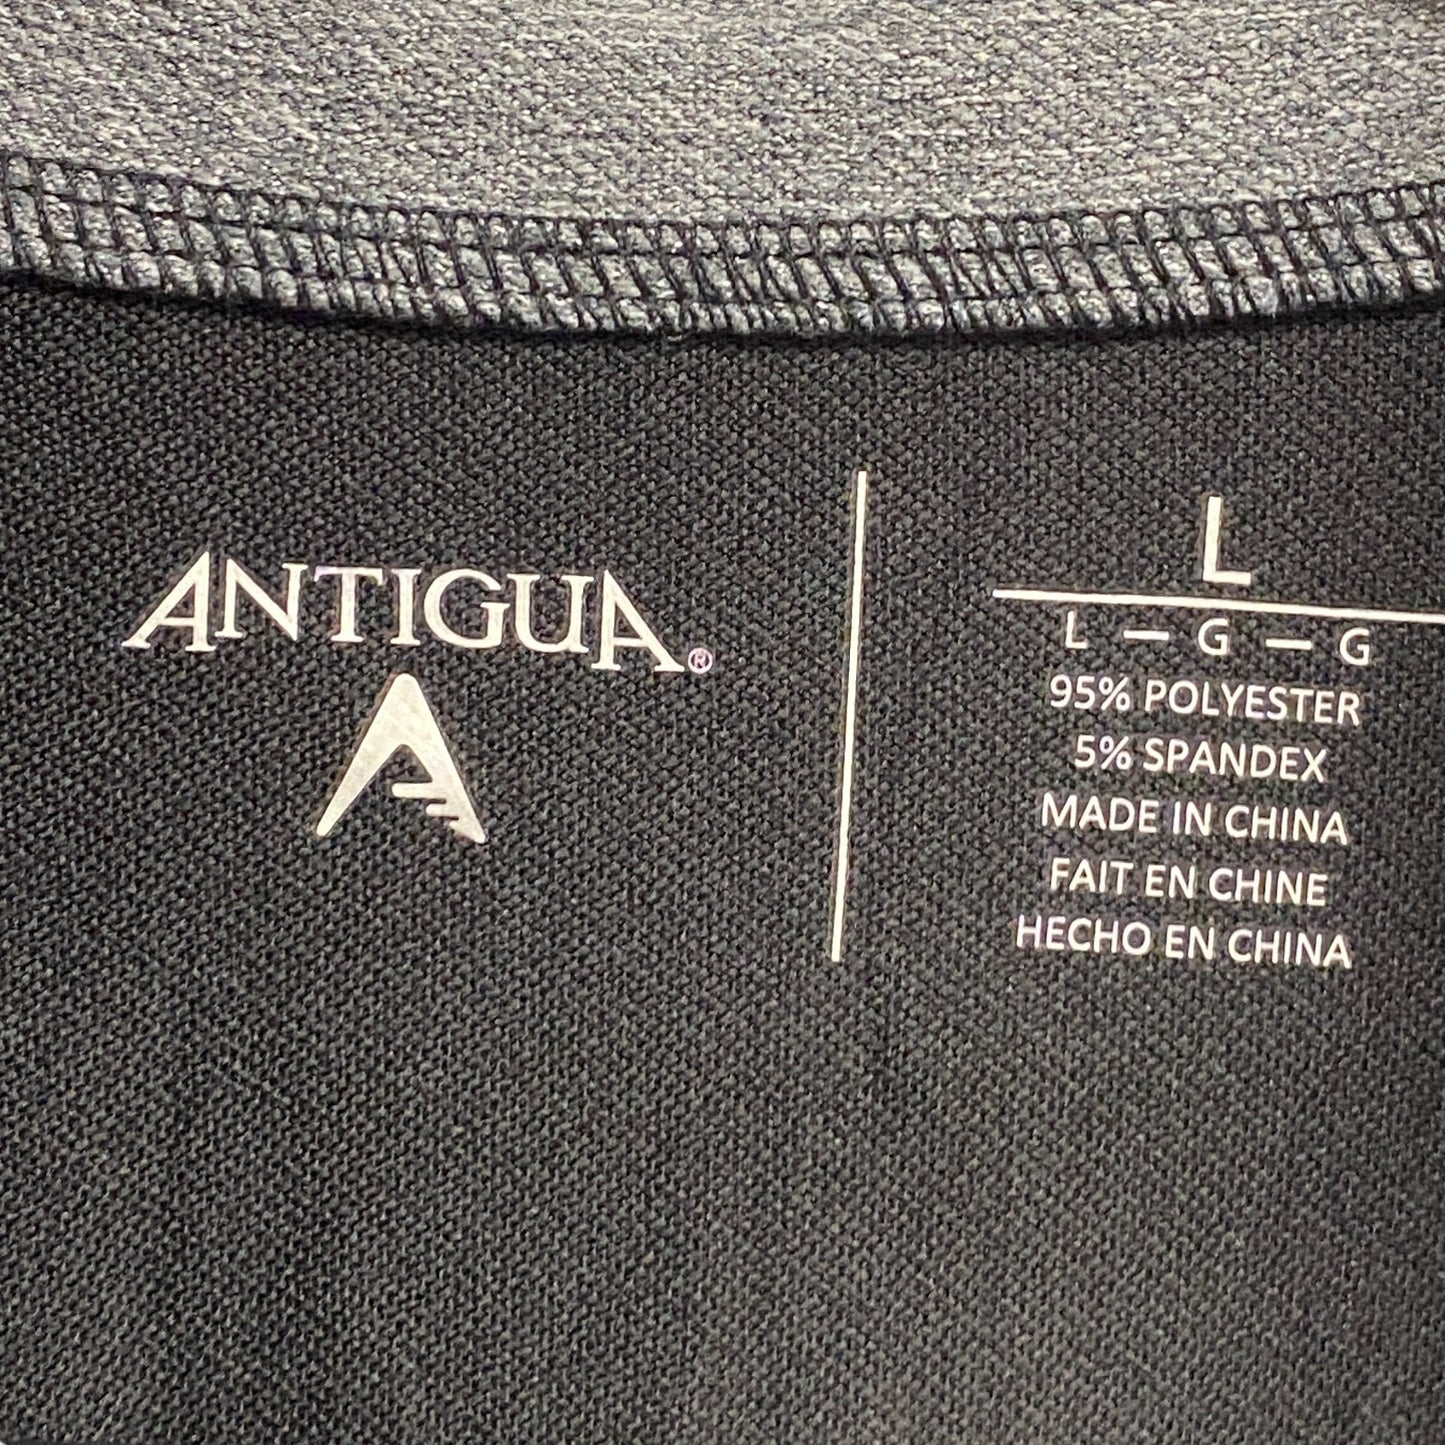 ANTIGUA®
L
L — G — G
95% POLYESTER
5% SPANDEX
MADE IN CHINA
FAIT EN CHINE
HECHO EN CHINA